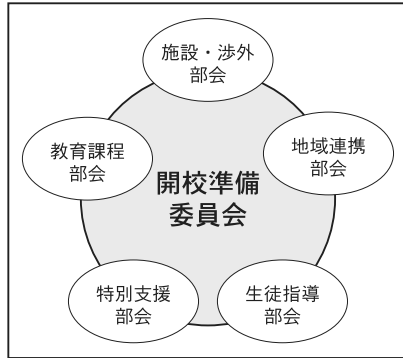 施設・渉外
部会
教育課程
部会
地域連携
部会
開校準備
委員会
特別支援
部会
生徒指導
部会